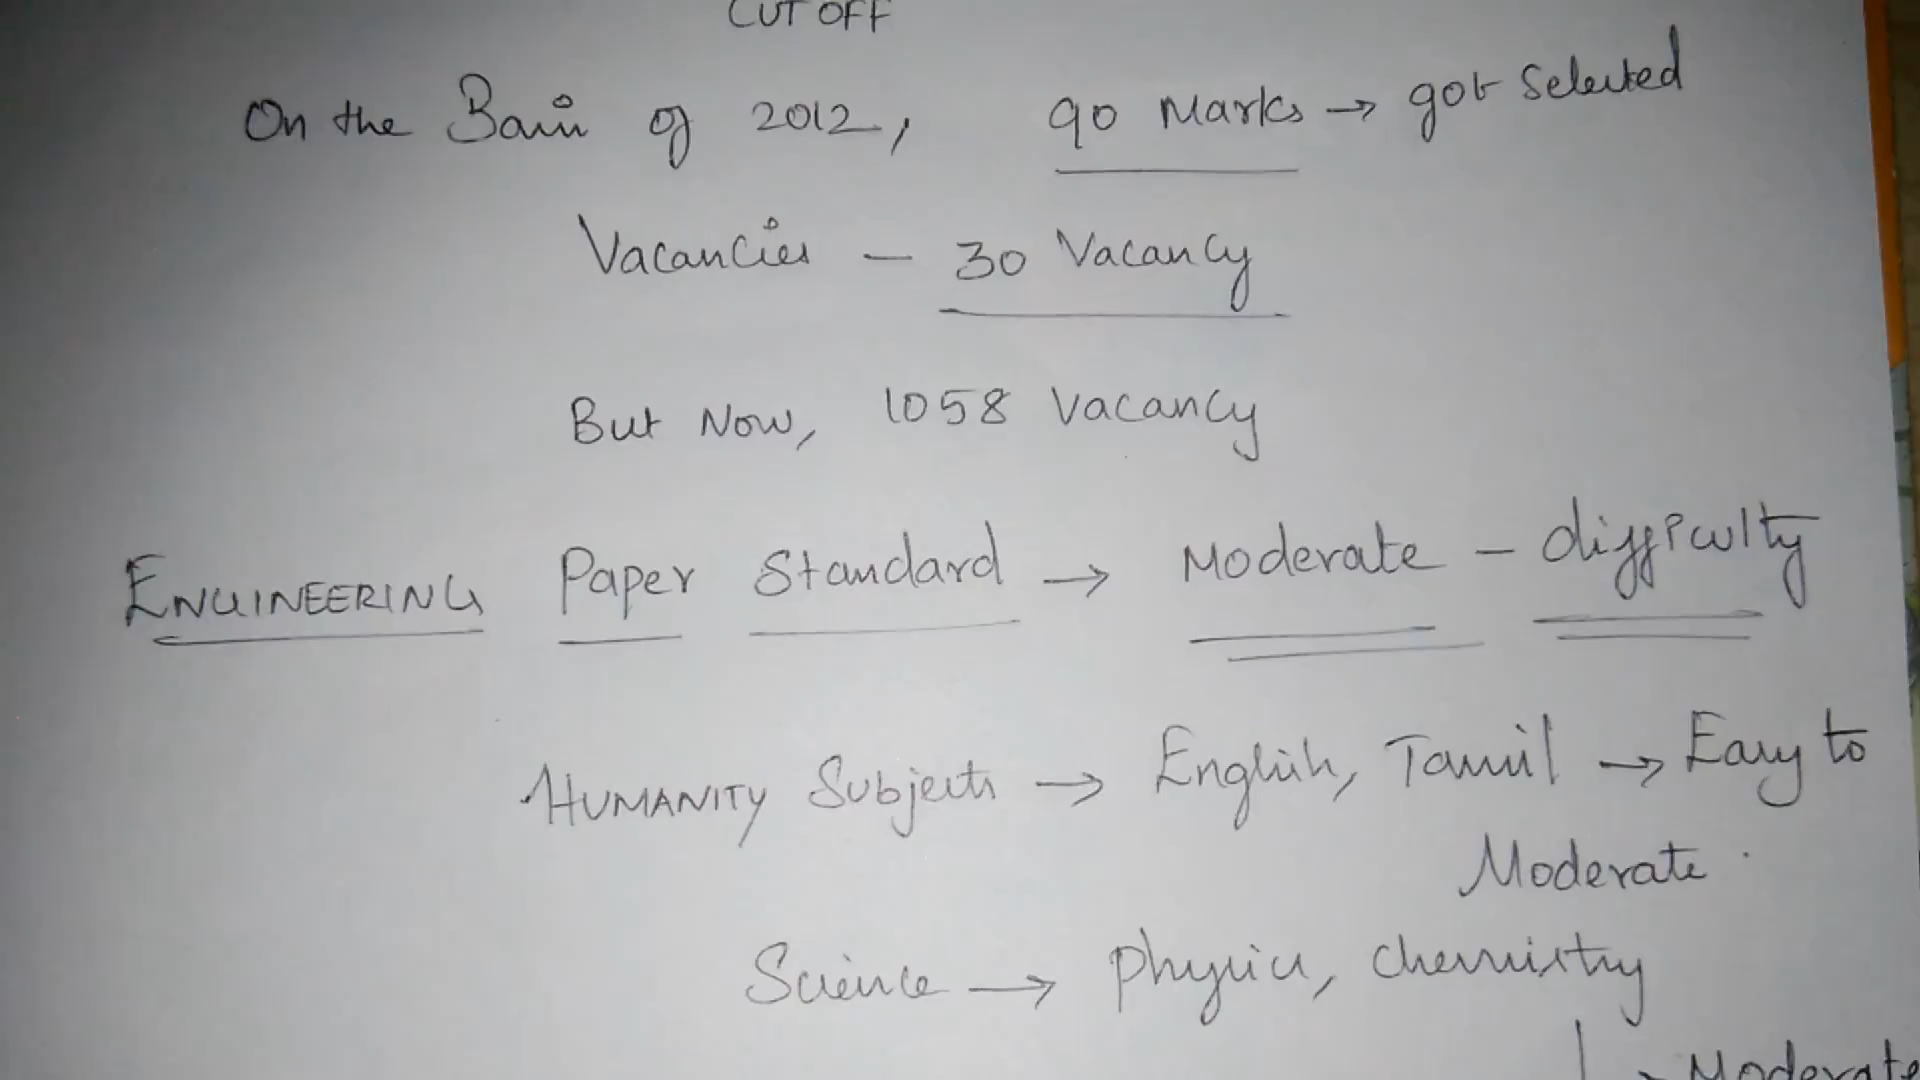 CUT OFF
On the Basis of 2012, 90 Marks → got Selected
Vacancies – 30 Vacancy
But Now, 1058 Vacancy
ENGINEERING Paper Standard → Moderate – difficulty
HUMANITY Subjects → English, Tamil → Easy to
Moderate.
Science → Physics, Chemistry
Moderate